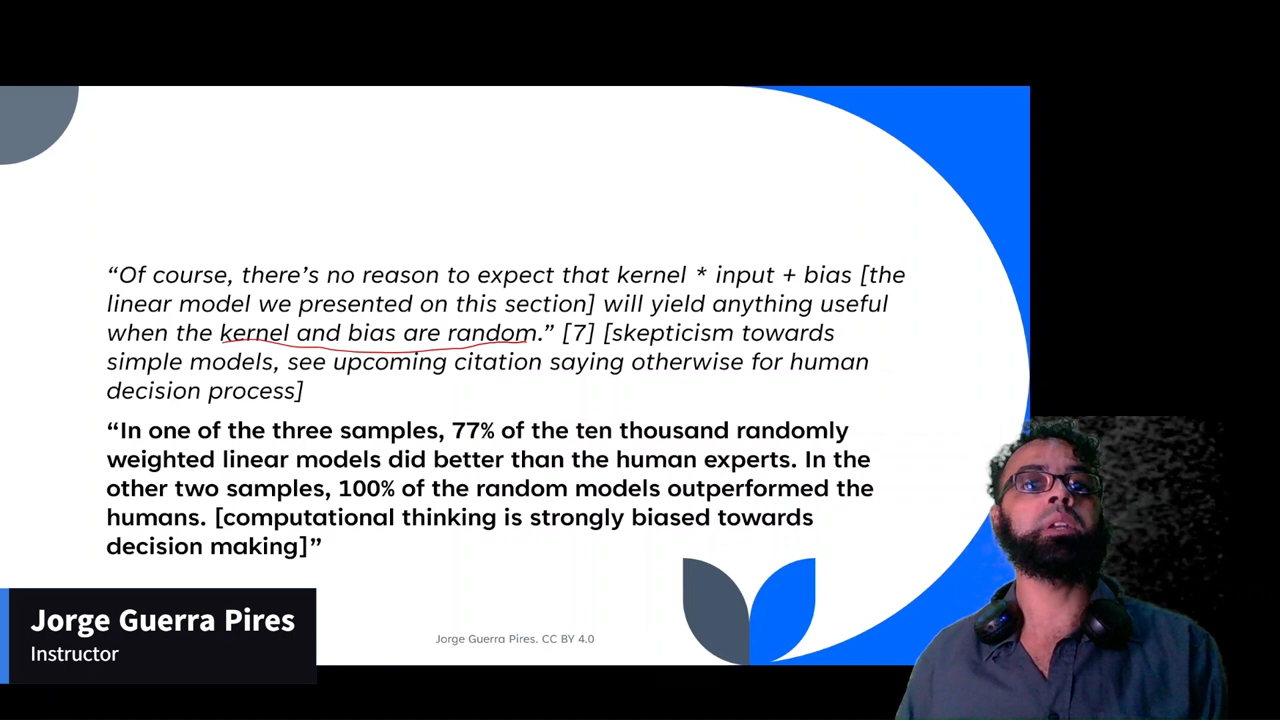 “Of course, there’s no reason to expect that kernel * input + bias [the
linear model we presented on this section] will yield anything useful
when the kernel and bias are random.” [7] [skepticism towards
simple models, see upcoming citation saying otherwise for human
decision process]
“In one of the three samples, 77% of the ten thousand randomly
weighted linear models did better than the human experts. In the
other two samples, 100% of the random models outperformed the
humans. [computational thinking is strongly biased towards
decision making]”
Jorge Guerra Pires
Instructor
Jorge Guerra Pires. CC BY 4.0